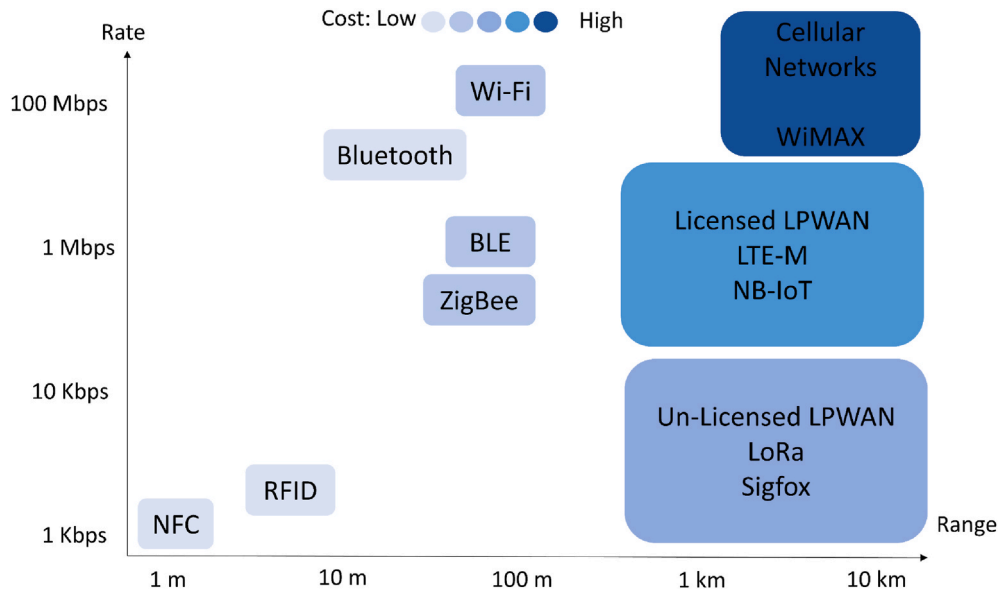 Cost: Low High
Rate
Cellular
Networks
WiMAX
100 Mbps
Wi-Fi
Bluetooth
1 Mbps
BLE
ZigBee
Licensed LPWAN
LTE-M
NB-IoT
10 Kbps
Un-Licensed LPWAN
LoRa
Sigfox
RFID
NFC
1 Kbps
Range
1 m 10 m 100 m 1 km 10 km